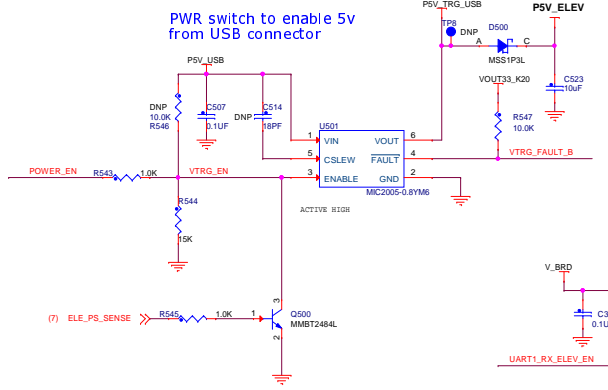 PWR switch to enable 5v
from USB connector
P5V_TRG_USB
TP8
DNP
P5V_ELEV
D500
A
C
MSS1P3L
P5V_USB
VOUT33_K20
C523
10uF
DNP
10.0K
R546
C507
0.1UF
C514
DNP
18PF
U501
R547
10.0K
1
VIN
VOUT
6
5
CSLEW
FAULT
4
VTRG_FAULT_B
3
ENABLE
GND
2
MIC2005-0.8YM6
POWER_EN
R543
1.0K
VTRG_EN
R544
15K
ACTIVE HIGH
V_BRD
C3
0.1U
(7)
ELE_PS_SENSE
R545
1.0K
1
3
2
Q500
MMBT2484L
UART1_RX_ELEV_EN